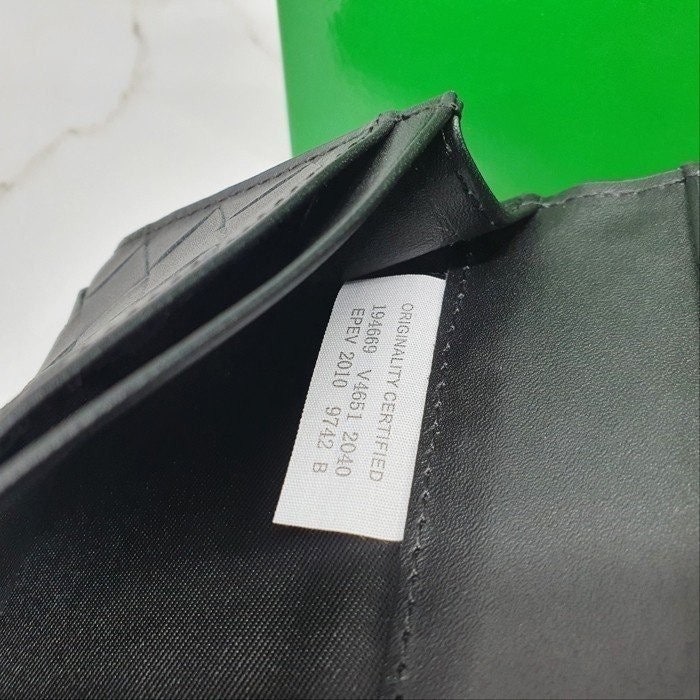 ORIGINALITY CERTIFIED
194669 V4651 2040
EPEV 2010 9742 B